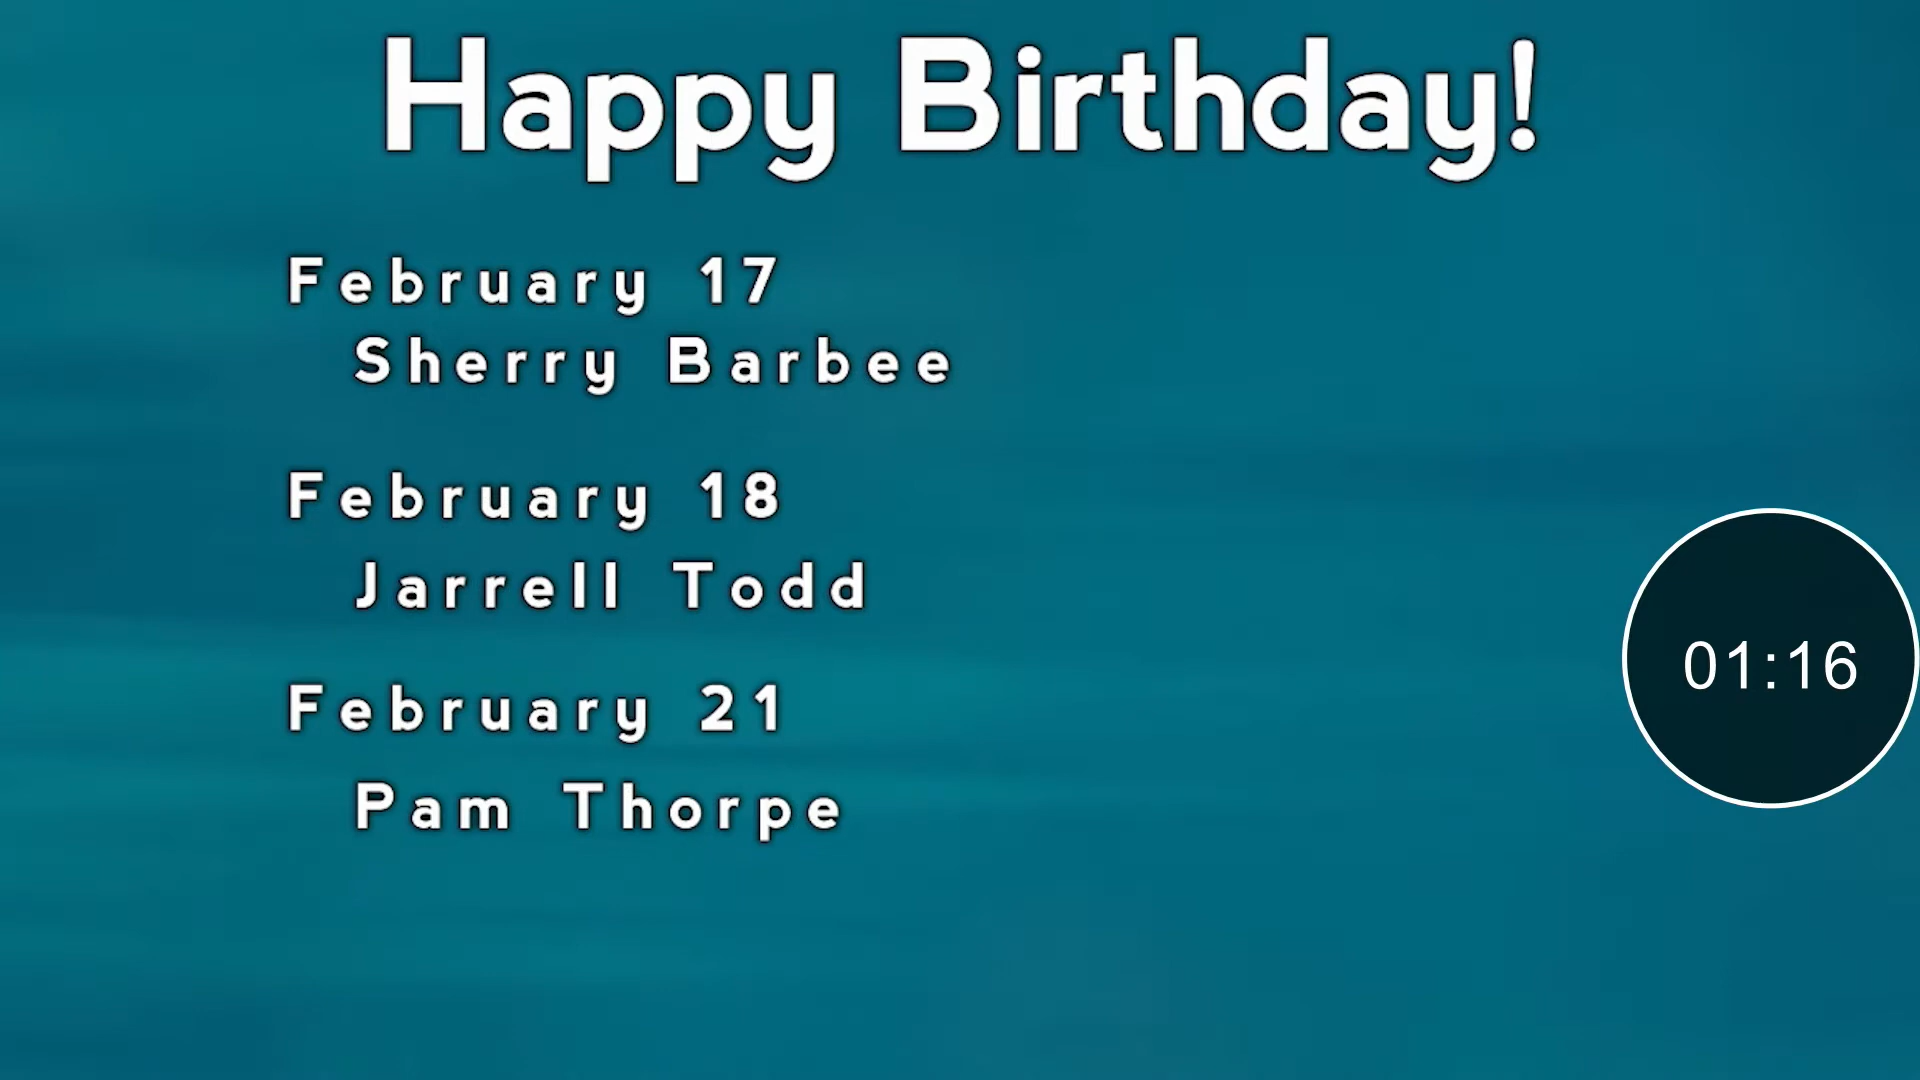 Happy Birthday!
February 17
Sherry Barbee
February 18
Jarrell Todd
February 21
Pam Thorpe
01:16